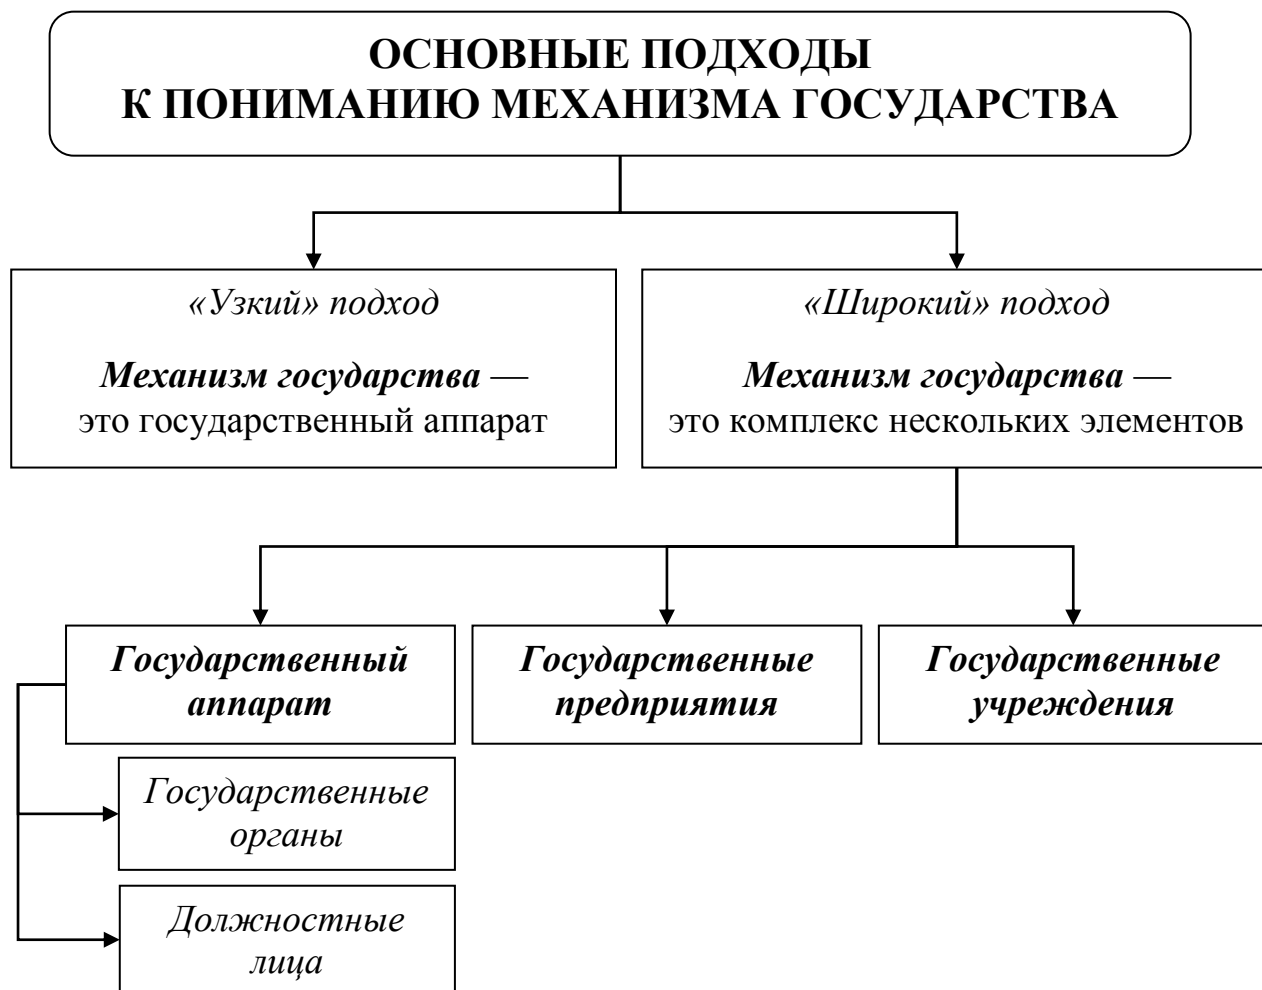 ОСНОВНЫЕ ПОДХОДЫ
К ПОНИМАНИЮ МЕХАНИЗМА ГОСУДАРСТВА
«Узкий» подход
Механизм государства —
это государственный аппарат
«Широкий» подход
Механизм государства —
это комплекс нескольких элементов
Государственный
аппарат
Государственные
предприятия
Государственные
учреждения
Государственные
органы
Должностные
лица